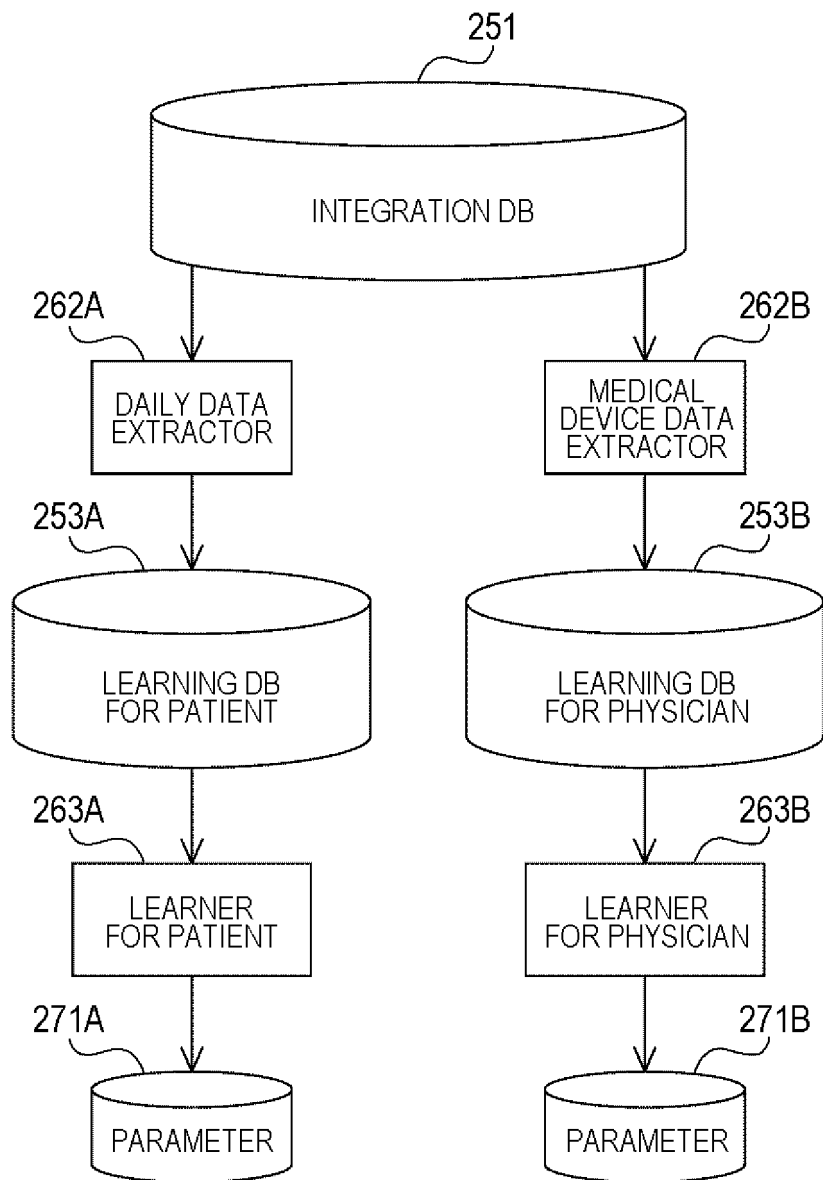 251
INTEGRATION DB
262A
262B
DAILY DATA
EXTRACTOR
MEDICAL
DEVICE DATA
EXTRACTOR
253A
253B
LEARNING DB
FOR PATIENT
LEARNING DB
FOR PHYSICIAN
263A
263B
LEARNER
FOR PATIENT
LEARNER
FOR PHYSICIAN
271A
271B
PARAMETER
PARAMETER